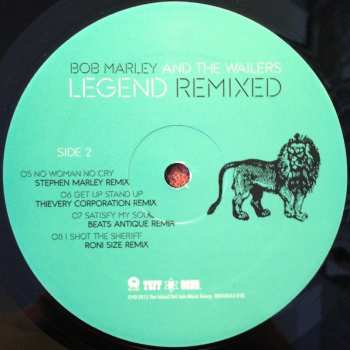 BOB MARLEY AND THE WAILERS
LEGEND REMIXED
SIDE 2
05 NO WOMAN NO CRY
STEPHEN MARLEY REMIX
06 GET UP STAND UP
THIEVERY CORPORATION REMIX
07 SATISFY MY SOUL
BEATS ANTIQUE REMIX
08 I SHOT THE SHERIFF
RONI SIZE REMIX
TUFF GONG